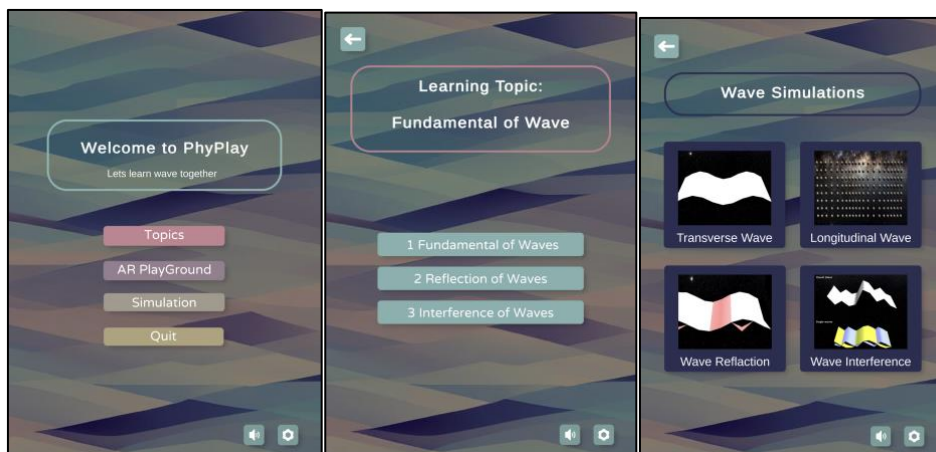 Welcome to PhyPlay
Lets learn wave together
Topics
AR PlayGround
Simulation
Quit
Learning Topic:
Fundamental of Wave
1 Fundamental of Waves
2 Reflection of Waves
3 Interference of Waves
Wave Simulations
Transverse Wave
Longitudinal Wave
Wave Reflaction
Wave Interference